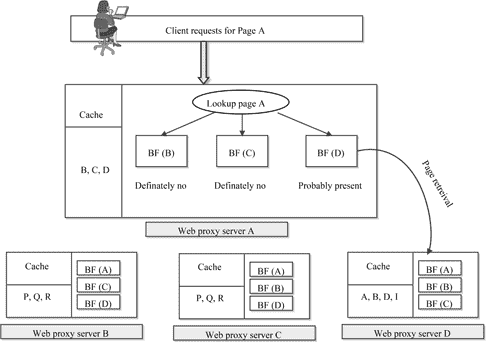 Client requests for Page A
Lookup page A
Cache
BF (B)
BF (C)
BF (D)
B, C, D
Definately no
Definately no
Probably present
Page retreival
Web proxy server A
Cache
BF (A)
BF (C)
BF (D)
P, Q, R
Web proxy server B
Cache
BF (A)
BF (B)
BF (D)
P, Q, R
Web proxy server C
Cache
BF (A)
BF (B)
BF (C)
A, B, D, I
Web proxy server D